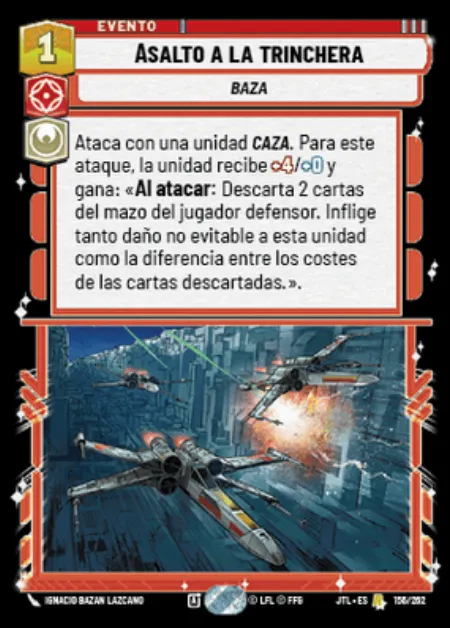 EVENTO
1
ASALTO A LA TRINCHERA
BAZA
Ataca con una unidad CAZA. Para este
ataque, la unidad recibe +4/+0 y
gana: «Al atacar: Descarta 2 cartas
del mazo del jugador defensor. Inflige
tanto daño no evitable a esta unidad
como la diferencia entre los costes
de las cartas descartadas.».
IGNACIO BAZAN LAZCANO
© LFL © FFG
JTL • ES
156/262